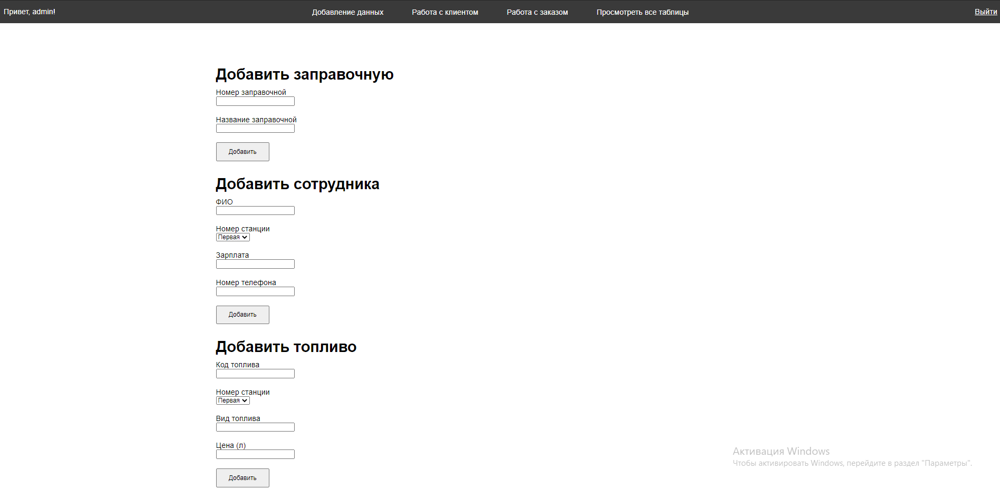 Привет, admin!
Добавление данных
Работа с клиентом
Работа с заказом
Просмотреть все таблицы
Выйти
Добавить заправочную
Номер заправочной
Название заправочной
Добавить
Добавить сотрудника
ФИО
Номер станции
Первая
Зарплата
Номер телефона
Добавить
Добавить топливо
Код топлива
Номер станции
Первая
Вид топлива
Цена (л)
Добавить
Активация Windows
Чтобы активировать Windows, перейдите в раздел "Параметры".